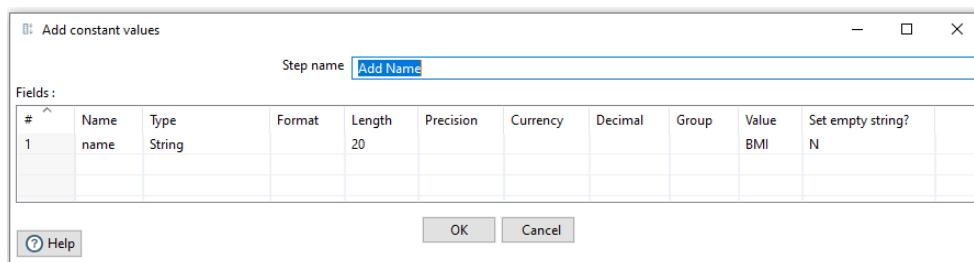 Add constant values
Step name Add Name
Fields :
# Name Type Format Length Precision Currency Decimal Group Value Set empty string?
1 name String 20 BMI N
OK Cancel
? Help